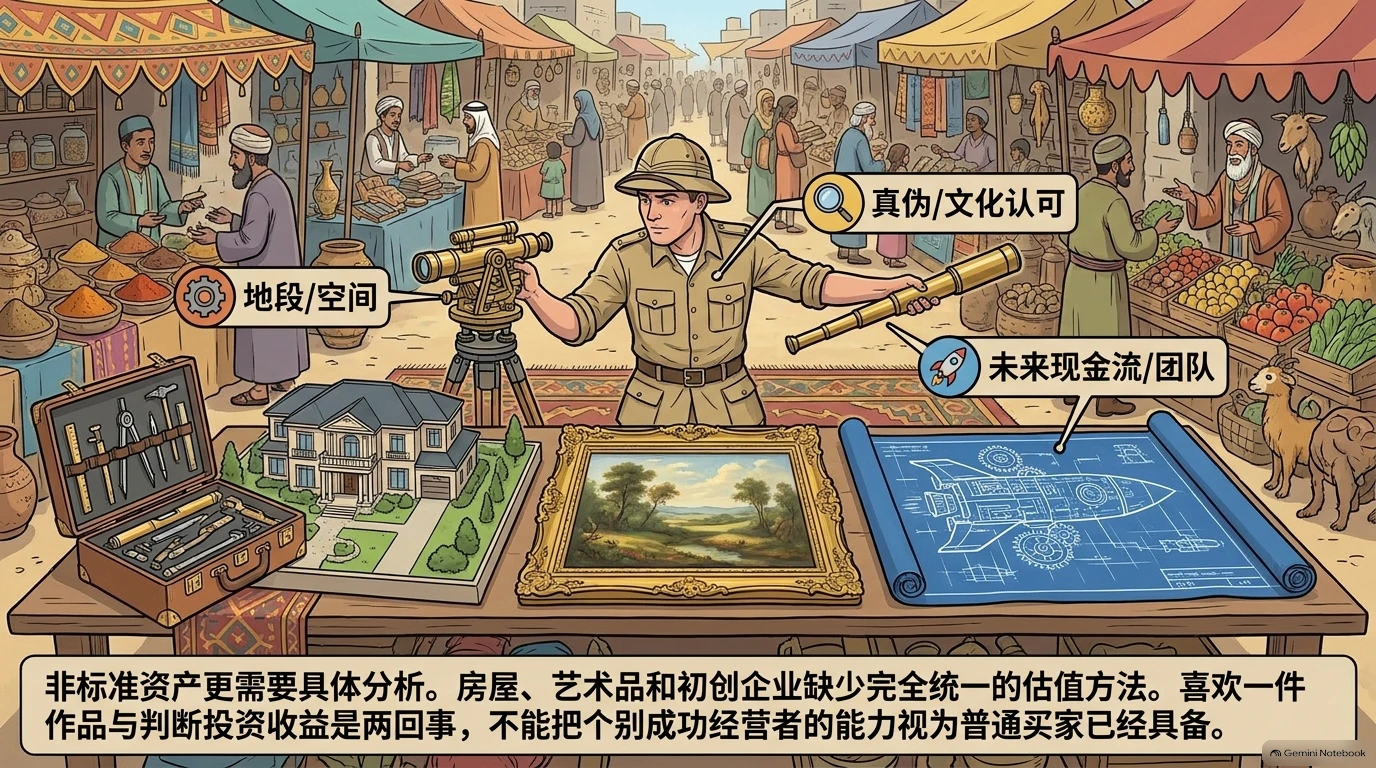 真伪/文化认可
地段/空间
未来现金流/团队
非标准资产更需要具体分析。房屋、艺术品和初创企业缺少完全统一的估值方法。喜欢一件
作品与判断投资收益是两回事，不能把个别成功经营者的能力视为普通买家已经具备。
Gemini Notebook